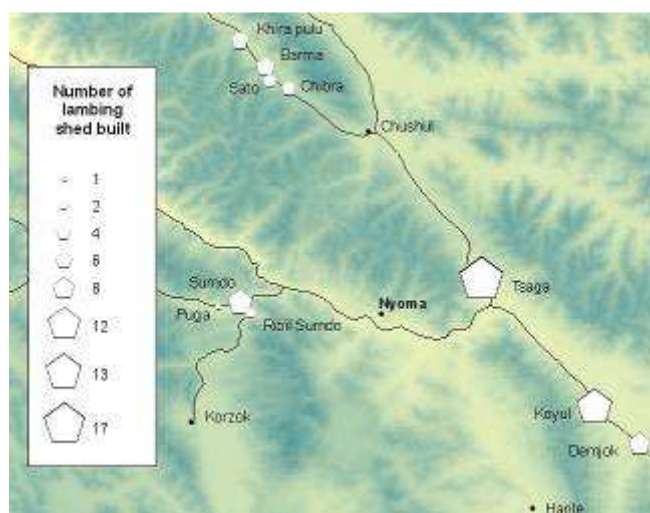 Khira pulu
Barma
Sato
Chibra
Chushul
Number of
lambing
shed built
1
2
4
6
8
12
13
17
Sumdo
Puga
Nyoma
Tsaga
Korzok
Koyul
Demjok
Hanle